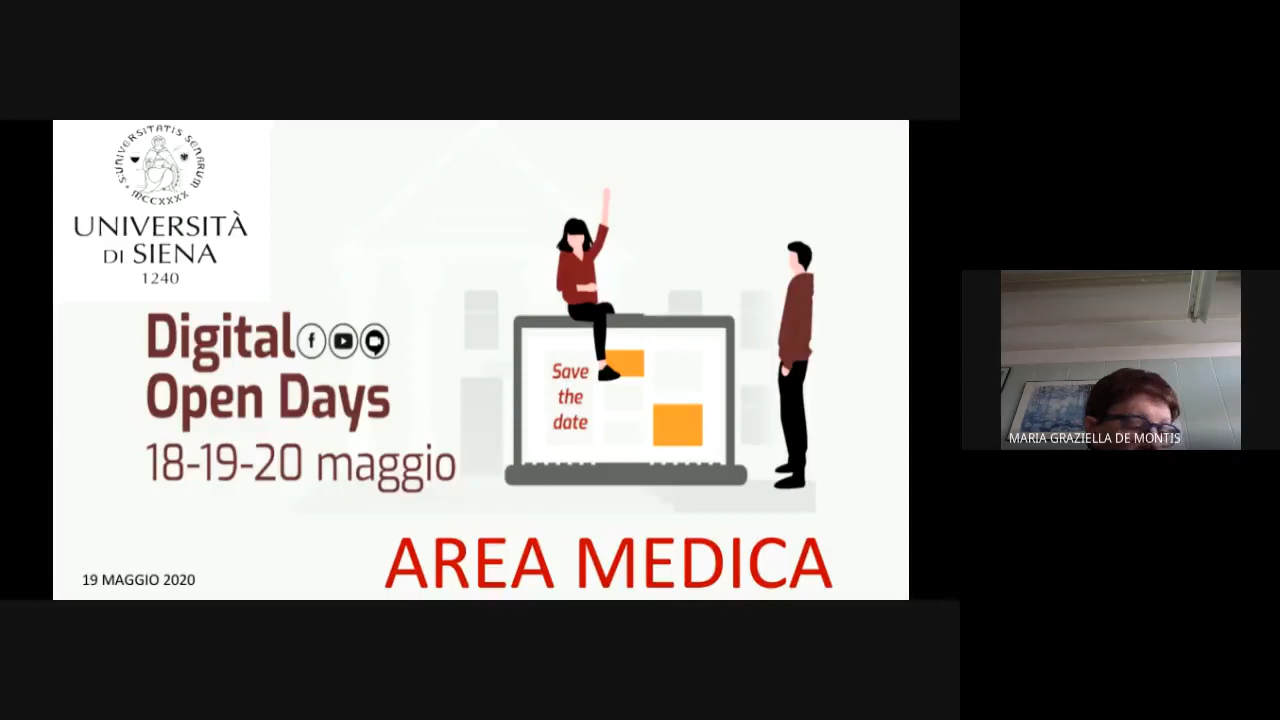 S·UNIVERSITATIS SENARUM
MCCXXXX
UNIVERSITÀ
DI SIENA
1240
Digital
Open Days
18-19-20 maggio
Save
the
date
AREA MEDICA
19 MAGGIO 2020
MARIA GRAZIELLA DE MONTIS